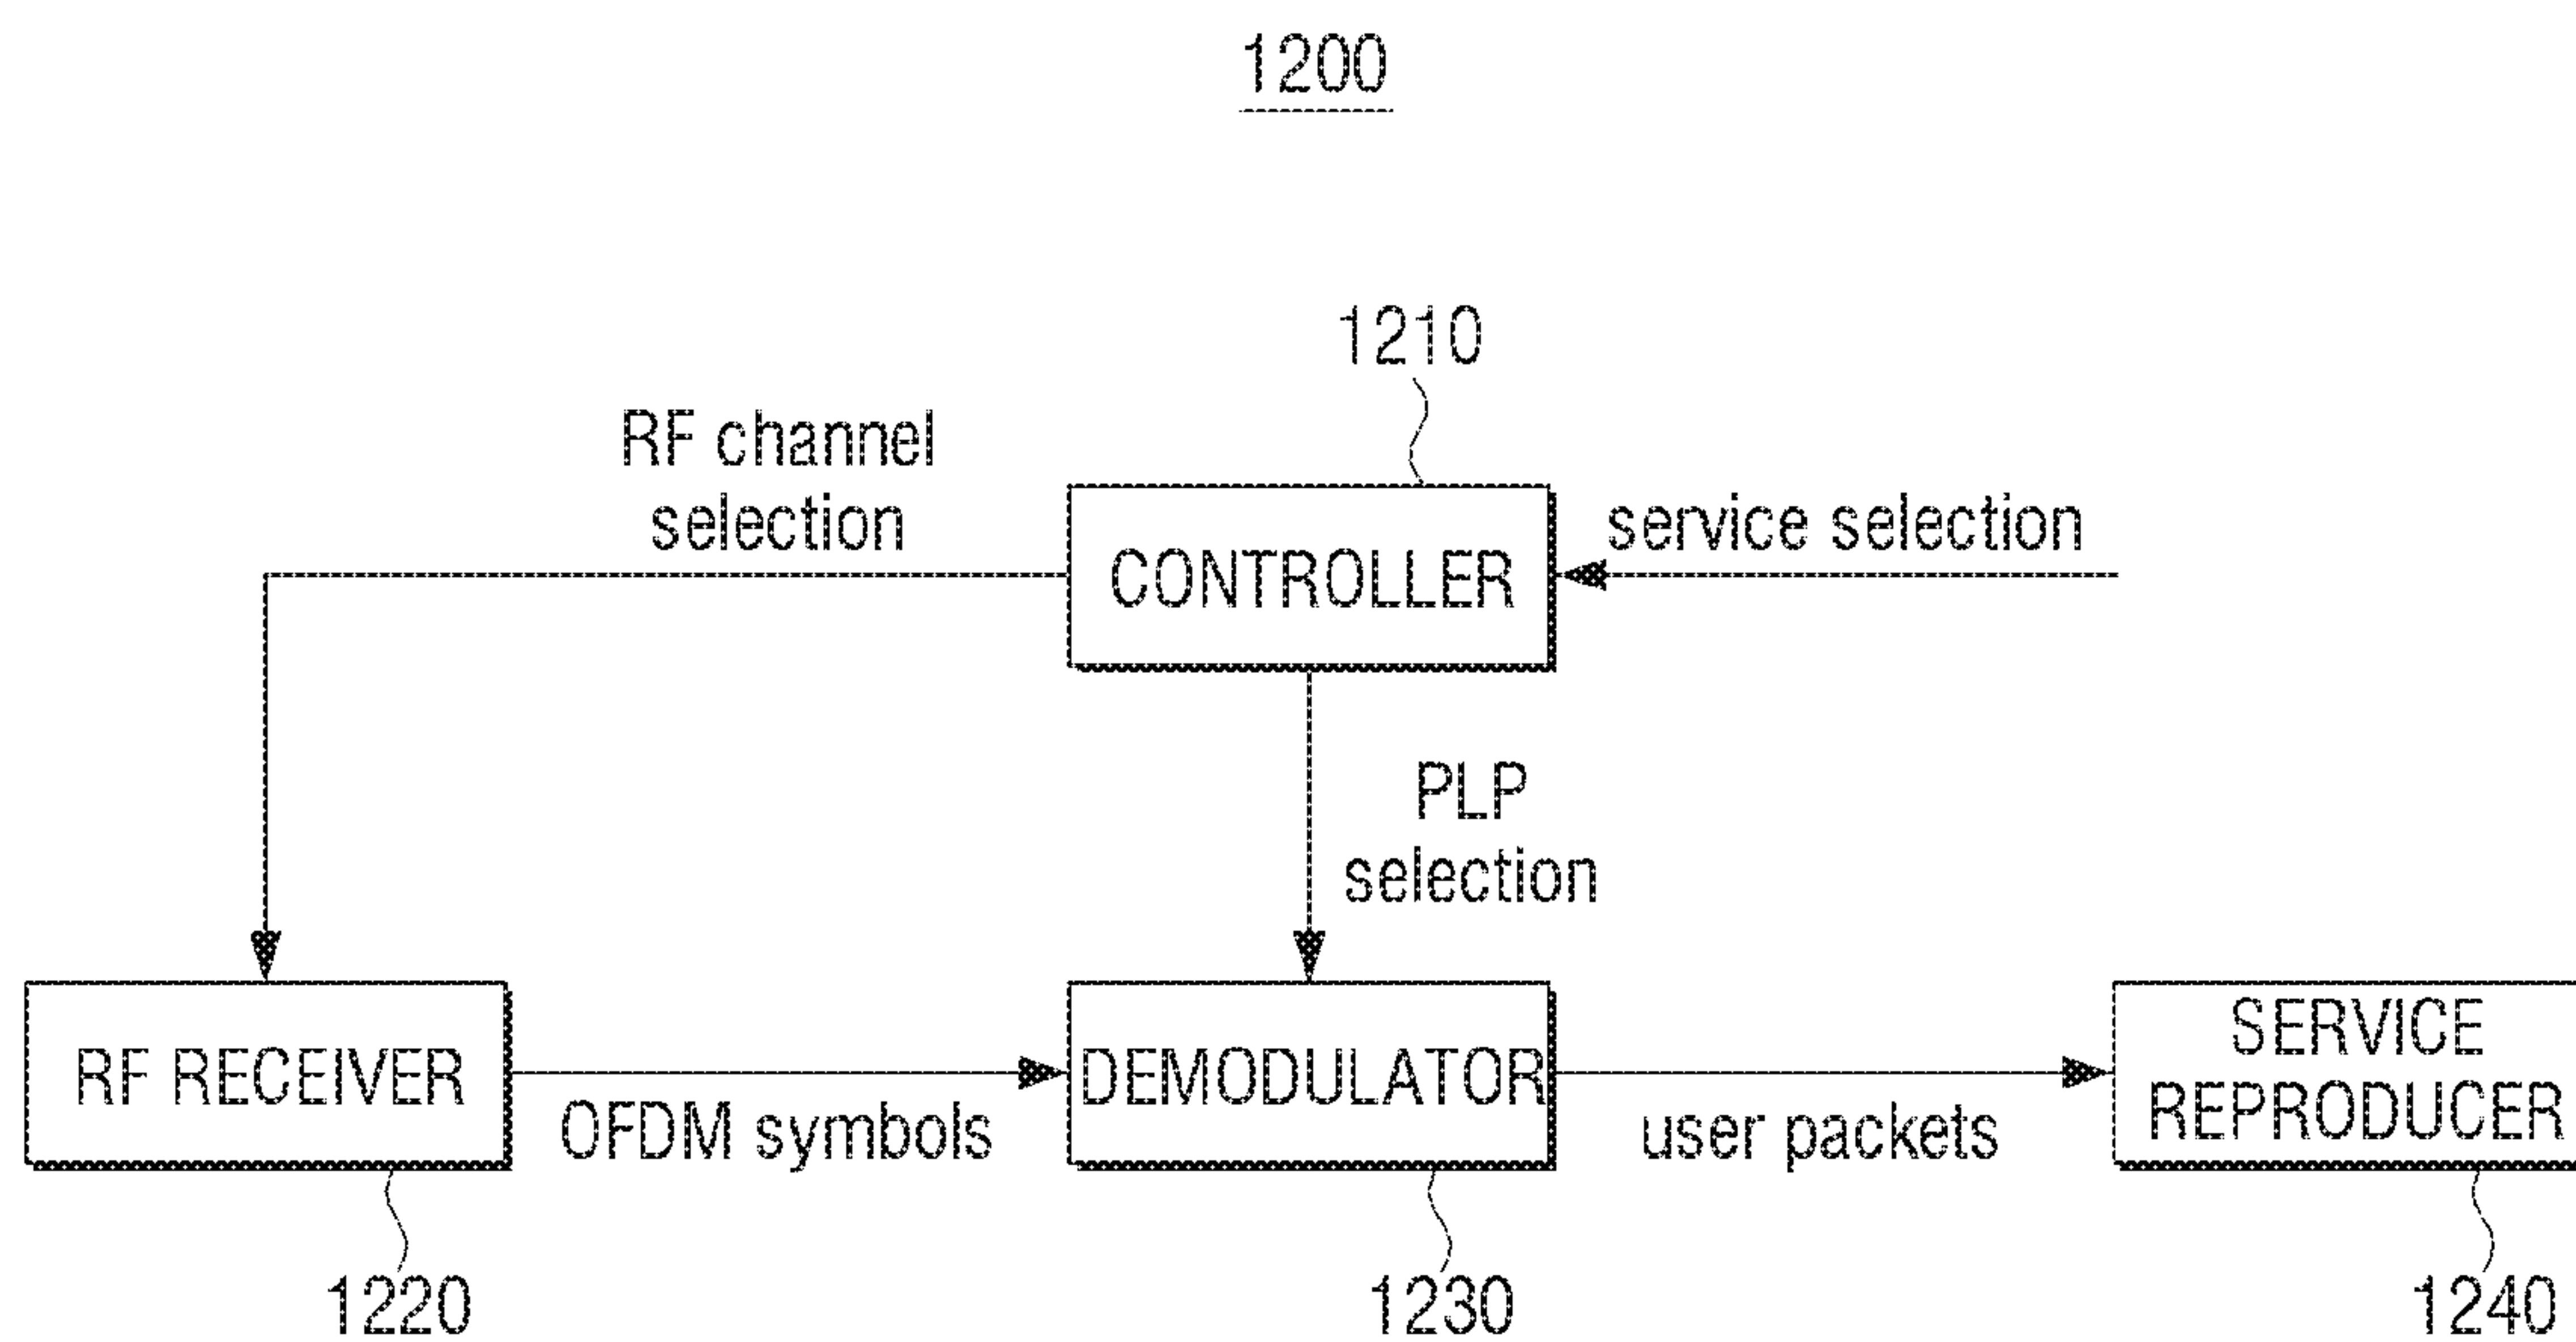 1200
1210
RF channel
selection
CONTROLLER
service selection
PLP
selection
RF RECEIVER
OFDM symbols
DEMODULATOR
user packets
SERVICE
REPRODUCER
1220
1230
1240